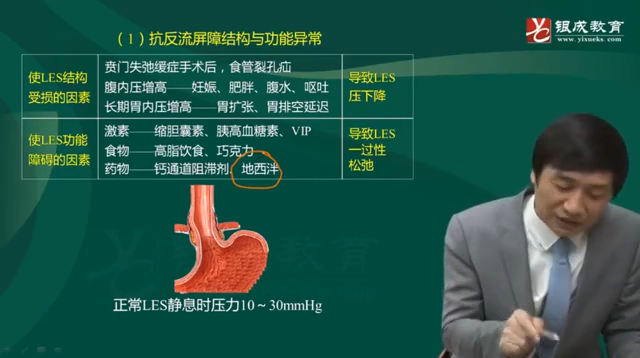 （1）抗反流屏障结构与功能异常
银成教育
www.yixueks.com
使LES结构
受损的因素
贲门失弛缓症手术后，食管裂孔疝
腹内压增高——妊娠、肥胖、腹水、呕吐
长期胃内压增高——胃扩张、胃排空延迟
导致LES
压下降
使LES功能
障碍的因素
激素——缩胆囊素、胰高血糖素、VIP
食物——高脂饮食、巧克力
药物——钙通道阻滞剂、地西泮
导致LES
一过性
松弛
银成教育
正常LES静息时压力10～30mmHg